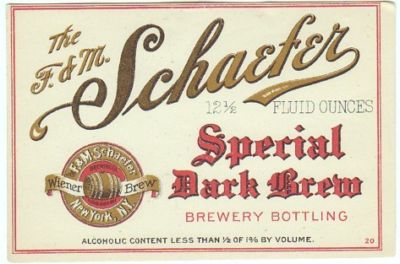 The
F. & M.
Schaefer
12½ FLUID OUNCES
Special
Dark Brew
F. & M. Schaefer
Wiener Brew
New York, N.Y.
BREWERY BOTTLING
ALCOHOLIC CONTENT LESS THAN ½ OF 1% BY VOLUME.
20